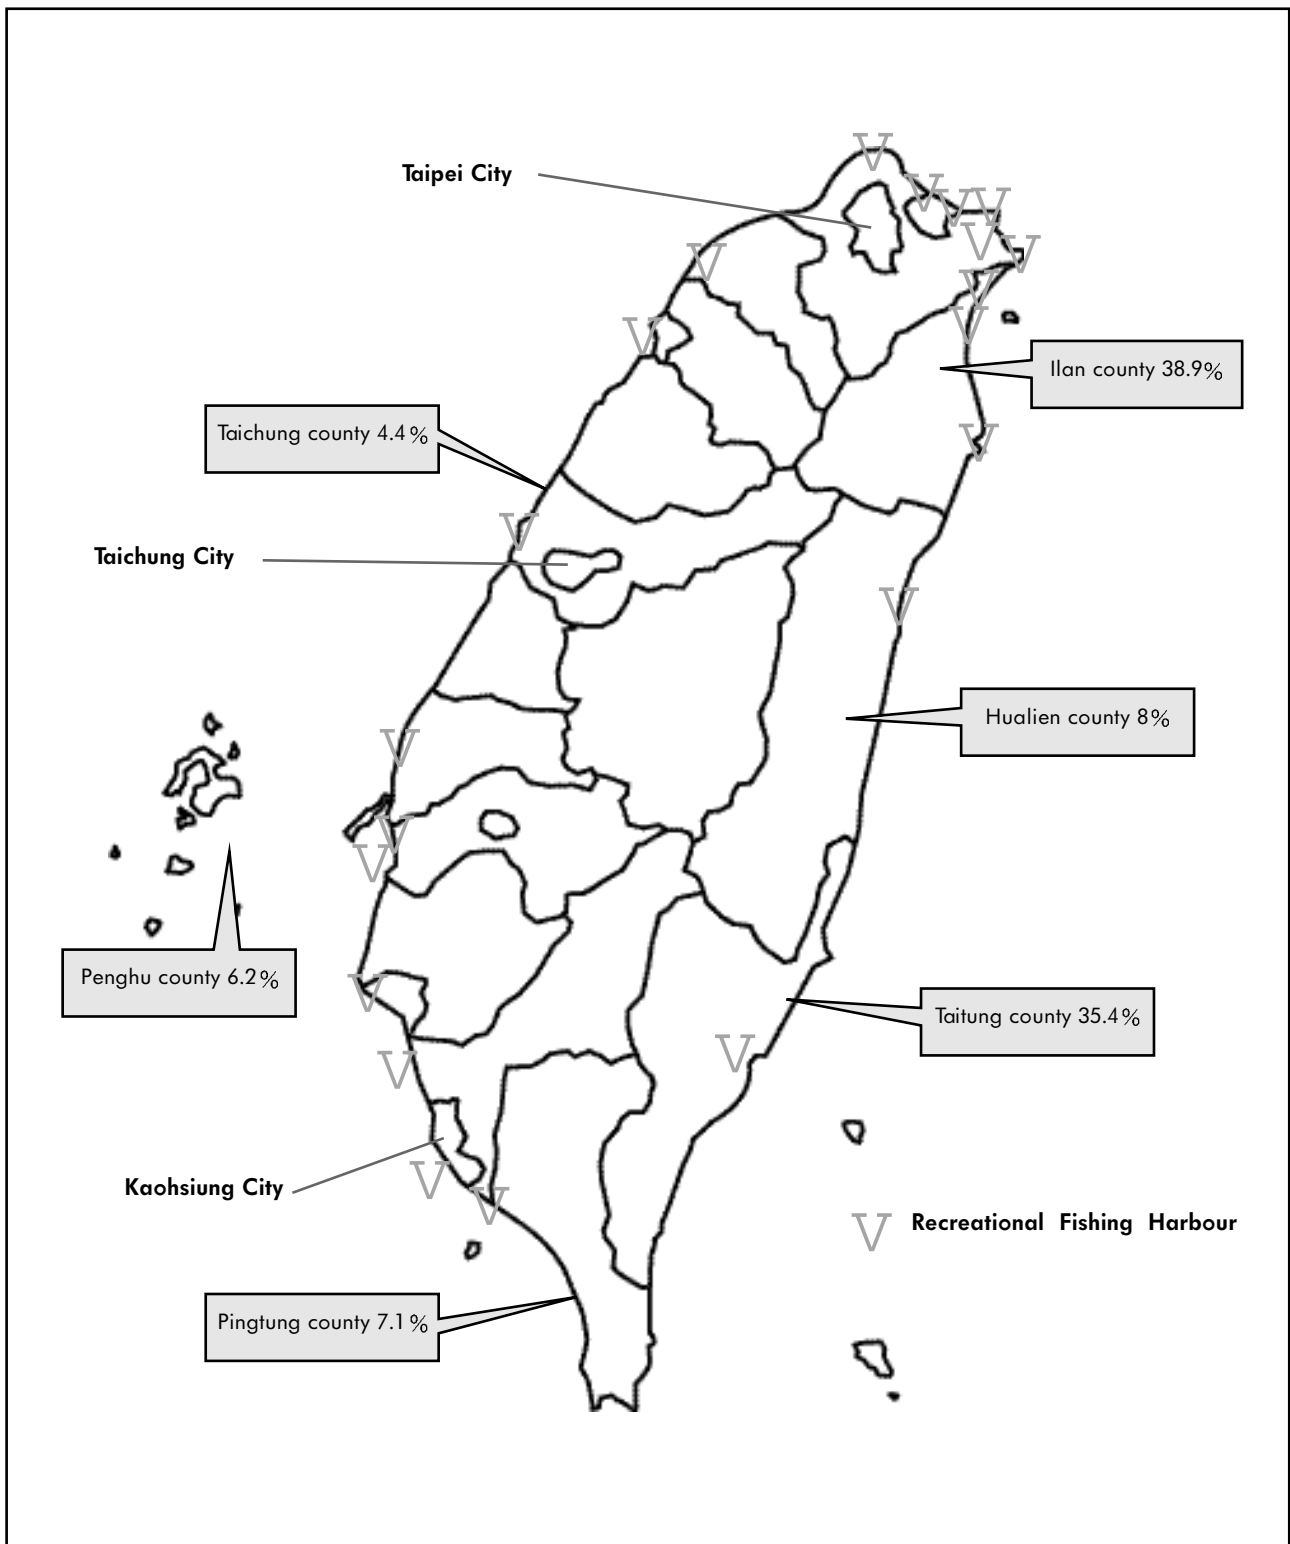 Taipei City
Ilan county 38.9%
Taichung county 4.4%
Taichung City
Hualien county 8%
Penghu county 6.2%
Taitung county 35.4%
Kaohsiung City
Recreational Fishing Harbour
Pingtung county 7.1%